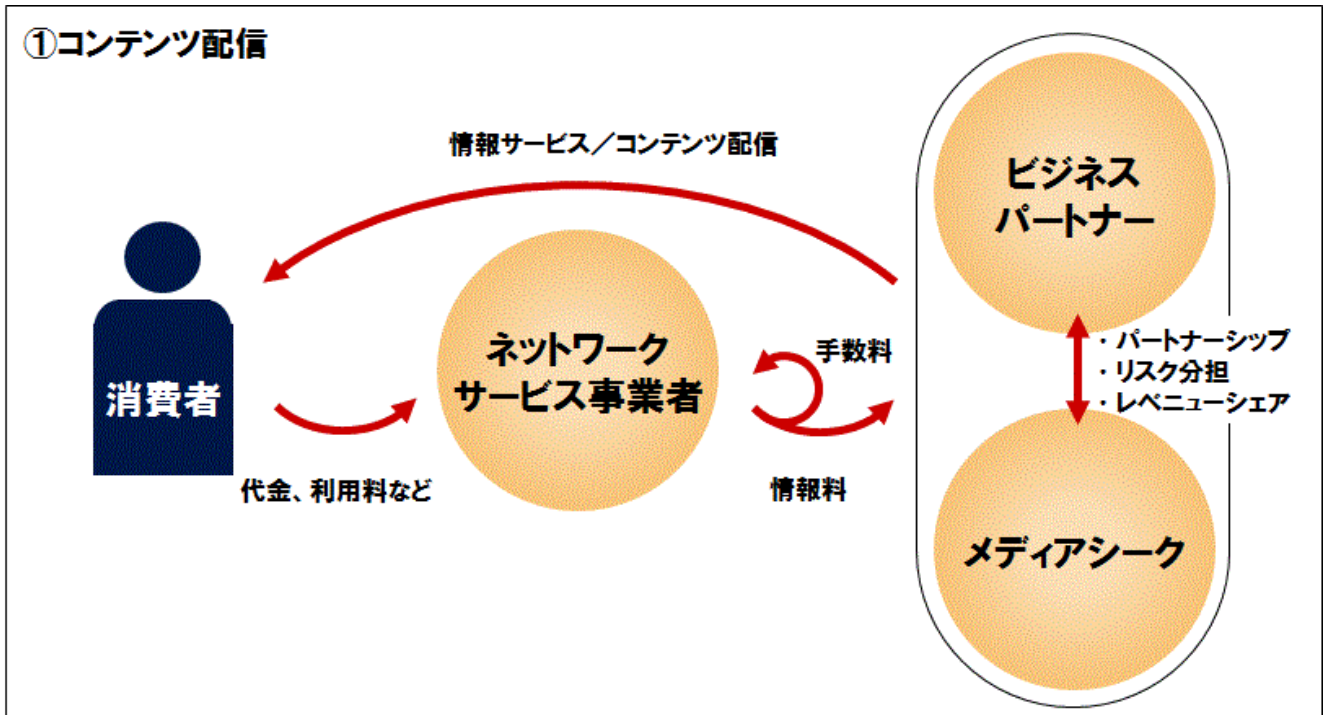 ①コンテンツ配信
情報サービス／コンテンツ配信
ビジネス
パートナー
ネットワーク
サービス事業者
手数料
・パートナーシップ
・リスク分担
・レベニューシェア
消費者
代金、利用料など
情報料
メディアシーク